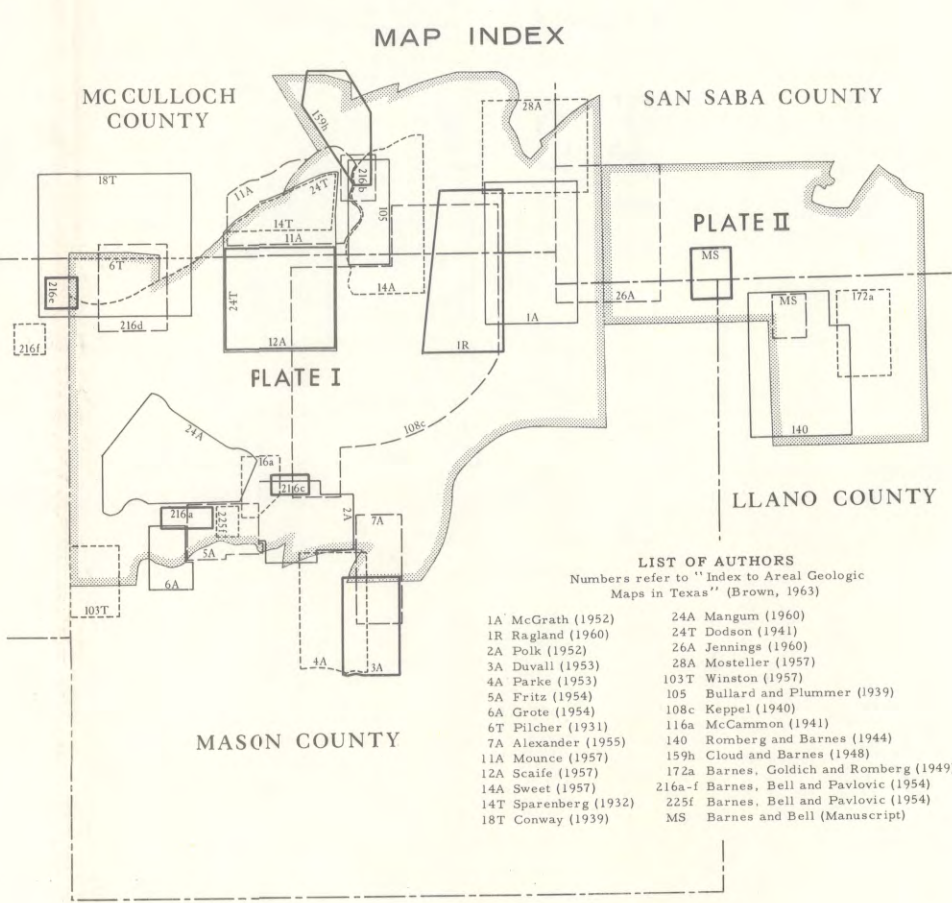 MAP INDEX
MC CULLOCH
COUNTY
SAN SABA COUNTY
28A
159h
18T
11A
24T
216b
105
14T
11A
PLATE II
MS
6T
216e
24T
14A
26A
MS
172a
216d
1A
216f
12A
1R
PLATE I
108c
140
24A
16a
216c
LLANO COUNTY
216a
225f
2A
7A
5A
6A
103T
4A
3A
MASON COUNTY
LIST OF AUTHORS
Numbers refer to "Index to Areal Geologic
Maps in Texas" (Brown, 1963)
1A McGrath (1952)
1R Ragland (1960)
2A Polk (1952)
3A Duvall (1953)
4A Parke (1953)
5A Fritz (1954)
6A Grote (1954)
6T Pilcher (1931)
7A Alexander (1955)
11A Mounce (1957)
12A Scaife (1957)
14A Sweet (1957)
14T Sparenberg (1932)
18T Conway (1939)
24A Mangum (1960)
24T Dodson (1941)
26A Jennings (1960)
28A Mosteller (1957)
103T Winston (1957)
105 Bullard and Plummer (1939)
108c Keppel (1940)
116a McCammon (1941)
140 Romberg and Barnes (1944)
159h Cloud and Barnes (1948)
172a Barnes, Goldich and Romberg (1949)
216a-f Barnes, Bell and Pavlovic (1954)
225f Barnes, Bell and Pavlovic (1954)
MS Barnes and Bell (Manuscript)